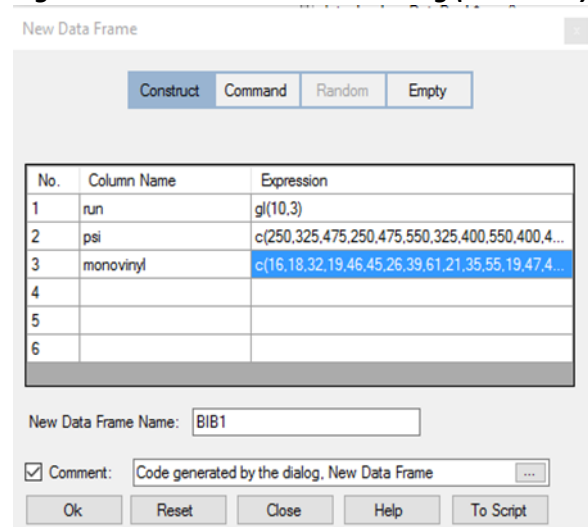 New Data Frame
x
Construct Command Random Empty
No. Column Name Expression
1 run gl(10,3)
2 psi c(250,325,475,250,475,550,325,400,550,400,4...
3 monovinyl c(16,18,32,19,46,45,26,39,61,21,35,55,19,47,4...
4
5
6
New Data Frame Name: BIB1
Comment: Code generated by the dialog, New Data Frame ...
Ok Reset Close Help To Script